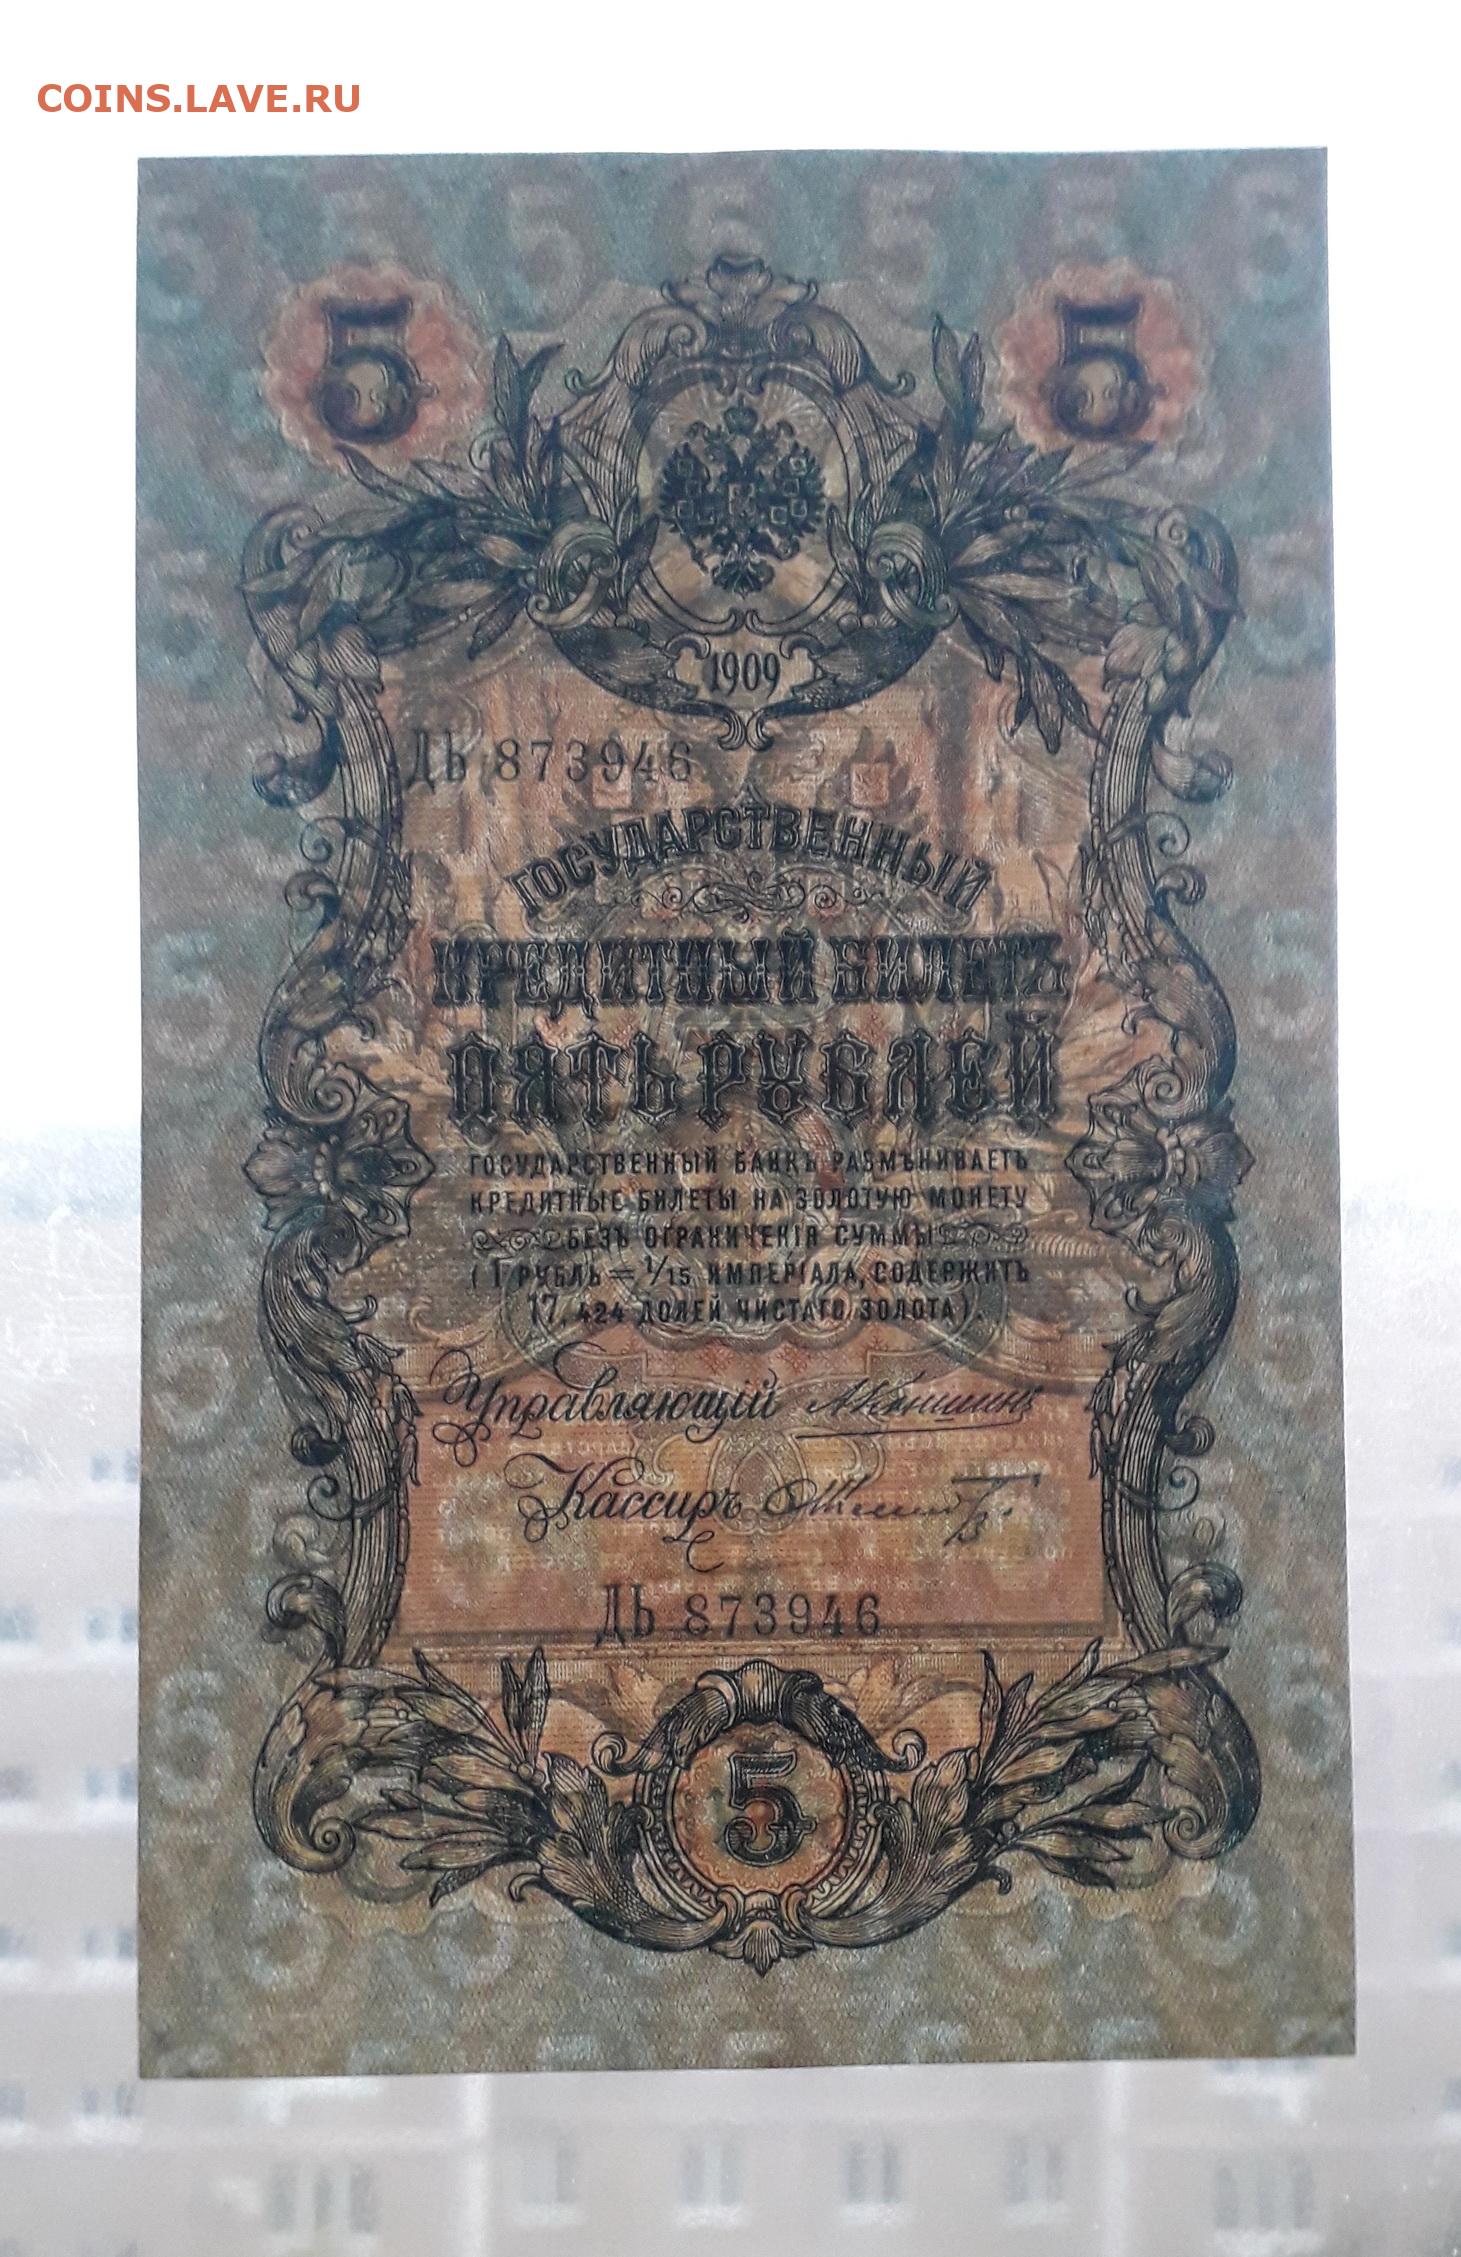 COINS.LAVE.RU
5 5
1909
ДЬ 873946
ГОСУДАРСТВЕННЫЙ
КРЕДИТНЫЙ БИЛЕТЪ
ПЯТЬ РУБЛЕЙ
ГОСУДАРСТВЕННЫЙ БАНКЪ РАЗМѢНИВАЕТЪ
КРЕДИТНЫЕ БИЛЕТЫ НА ЗОЛОТУЮ МОНЕТУ
БЕЗЪ ОГРАНИЧЕНІЯ СУММЫ
(1 РУБЛЬ = 1/15 ИМПЕРІАЛА, СОДЕРЖИТЪ
17,424 ДОЛЕЙ ЧИСТАГО ЗОЛОТА).
Управляющій
Кассиръ
ДЬ 873946
5